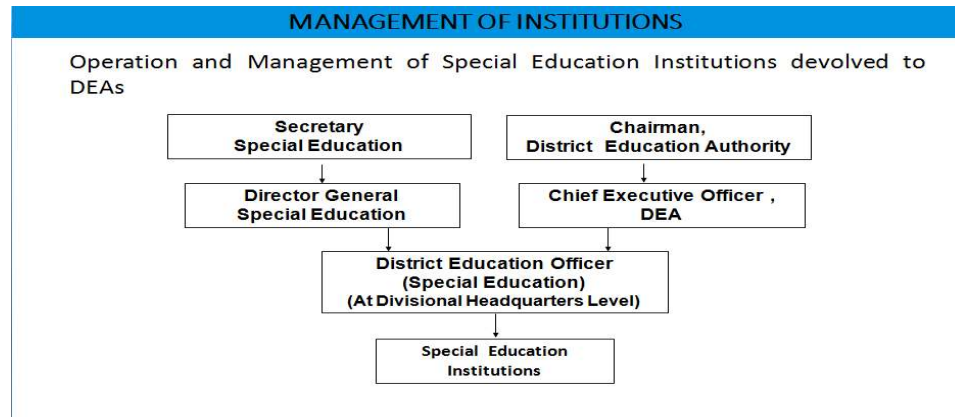 MANAGEMENT OF INSTITUTIONS
Operation and Management of Special Education Institutions devolved to
DEAs
Secretary
Special Education
Chairman,
District Education Authority
Director General
Special Education
Chief Executive Officer ,
DEA
District Education Officer
(Special Education)
(At Divisional Headquarters Level)
Special Education
Institutions